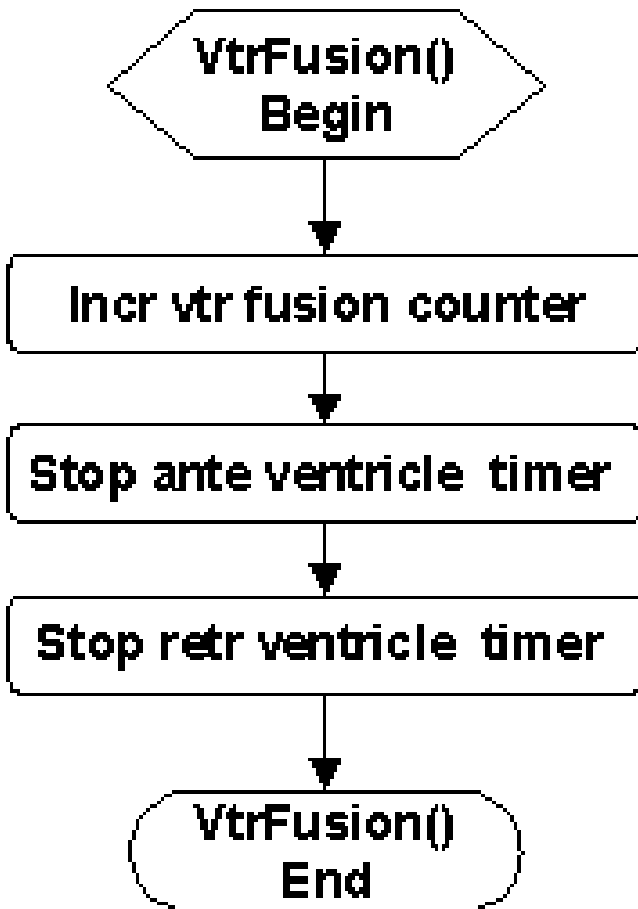 VtrFusion()
Begin
Incr vtr fusion counter
Stop ante ventricle timer
Stop retr ventricle timer
VtrFusion()
End